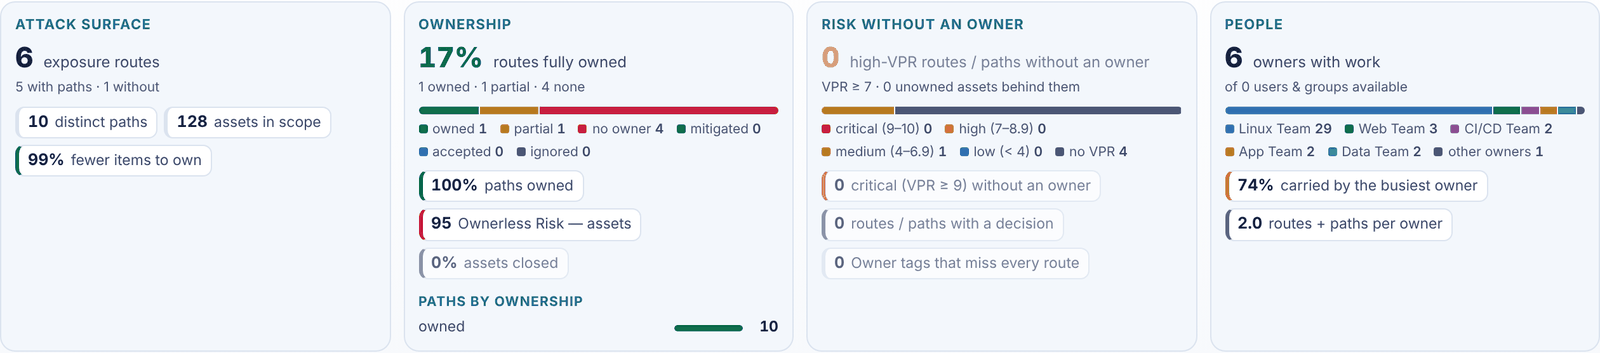 ATTACK SURFACE
6 exposure routes
5 with paths · 1 without
10 distinct paths
128 assets in scope
99% fewer items to own
OWNERSHIP
17% routes fully owned
1 owned · 1 partial · 4 none
owned 1 partial 1 no owner 4 mitigated 0
accepted 0 ignored 0
100% paths owned
95 Ownerless Risk — assets
0% assets closed
PATHS BY OWNERSHIP
owned 10
RISK WITHOUT AN OWNER
0 high-VPR routes / paths without an owner
VPR ≥ 7 · 0 unowned assets behind them
critical (9–10) 0 high (7–8.9) 0
medium (4–6.9) 1 low (< 4) 0 no VPR 4
0 critical (VPR ≥ 9) without an owner
0 routes / paths with a decision
0 Owner tags that miss every route
PEOPLE
6 owners with work
of 0 users & groups available
Linux Team 29 Web Team 3 CI/CD Team 2
App Team 2 Data Team 2 other owners 1
74% carried by the busiest owner
2.0 routes + paths per owner